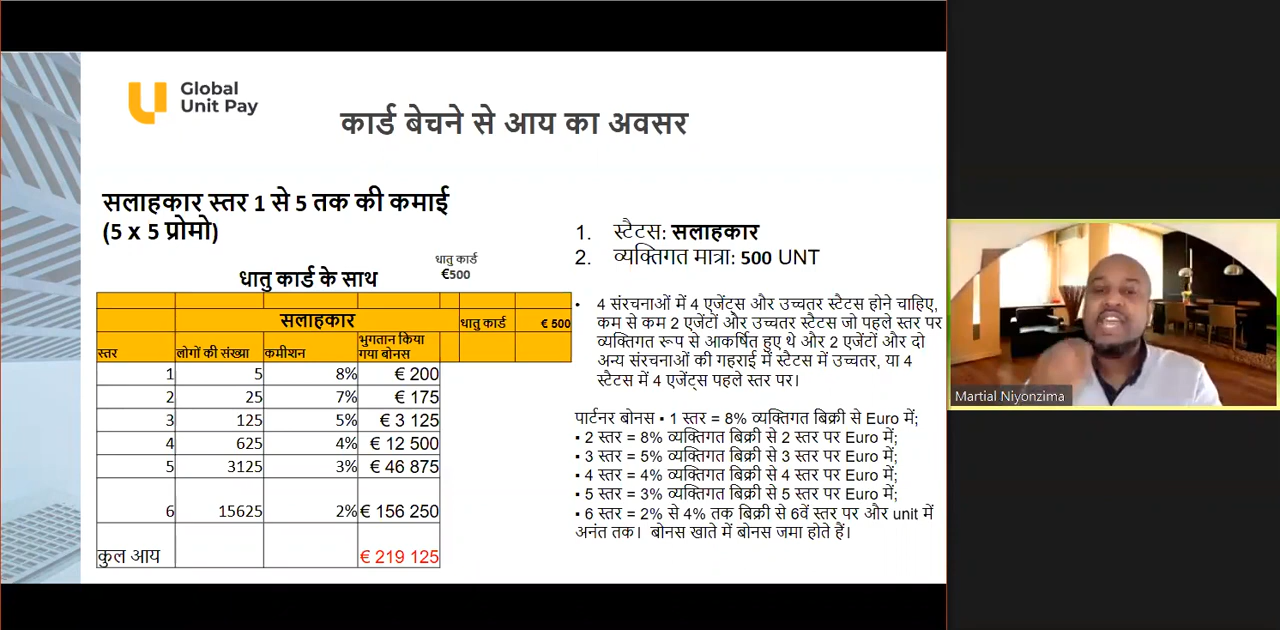 Global
Unit Pay
कार्ड बेचने से आय का अवसर
सलाहकार स्तर 1 से 5 तक की कमाई
(5 x 5 प्रोमो)
धातु कार्ड
€500
धातु कार्ड के साथ
सलाहकार धातु कार्ड € 500
स्तर लोगों की संख्या कमीशन भुगतान किया गया बोनस
1 5 8% € 200
2 25 7% € 175
3 125 5% € 3 125
4 625 4% € 12 500
5 3125 3% € 46 875
6 15625 2% € 156 250
कुल आय € 219 125
1. स्टैटस: सलाहकार
2. व्यक्तिगत मात्रा: 500 UNT
• 4 संरचनाओं में 4 एजेंट्स और उच्चतर स्टैटस होने चाहिए,
कम से कम 2 एजेंटों और उच्चतर स्टैटस जो पहले स्तर पर
व्यक्तिगत रूप से आकर्षित हुए थे और 2 एजेंटों और दो
अन्य संरचनाओं की गहराई में स्टैटस में उच्चतर, या 4
स्टैटस में 4 एजेंट्स पहले स्तर पर।
पार्टनर बोनस ▪ 1 स्तर = 8% व्यक्तिगत बिक्री से Euro में;
▪ 2 स्तर = 8% व्यक्तिगत बिक्री से 2 स्तर पर Euro में;
▪ 3 स्तर = 5% व्यक्तिगत बिक्री से 3 स्तर पर Euro में;
▪ 4 स्तर = 4% व्यक्तिगत बिक्री से 4 स्तर पर Euro में;
▪ 5 स्तर = 3% व्यक्तिगत बिक्री से 5 स्तर पर Euro में;
▪ 6 स्तर = 2% से 4% तक बिक्री से 6वें स्तर पर और unit में
अनंत तक। बोनस खाते में बोनस जमा होते हैं।
Martial Niyonzima